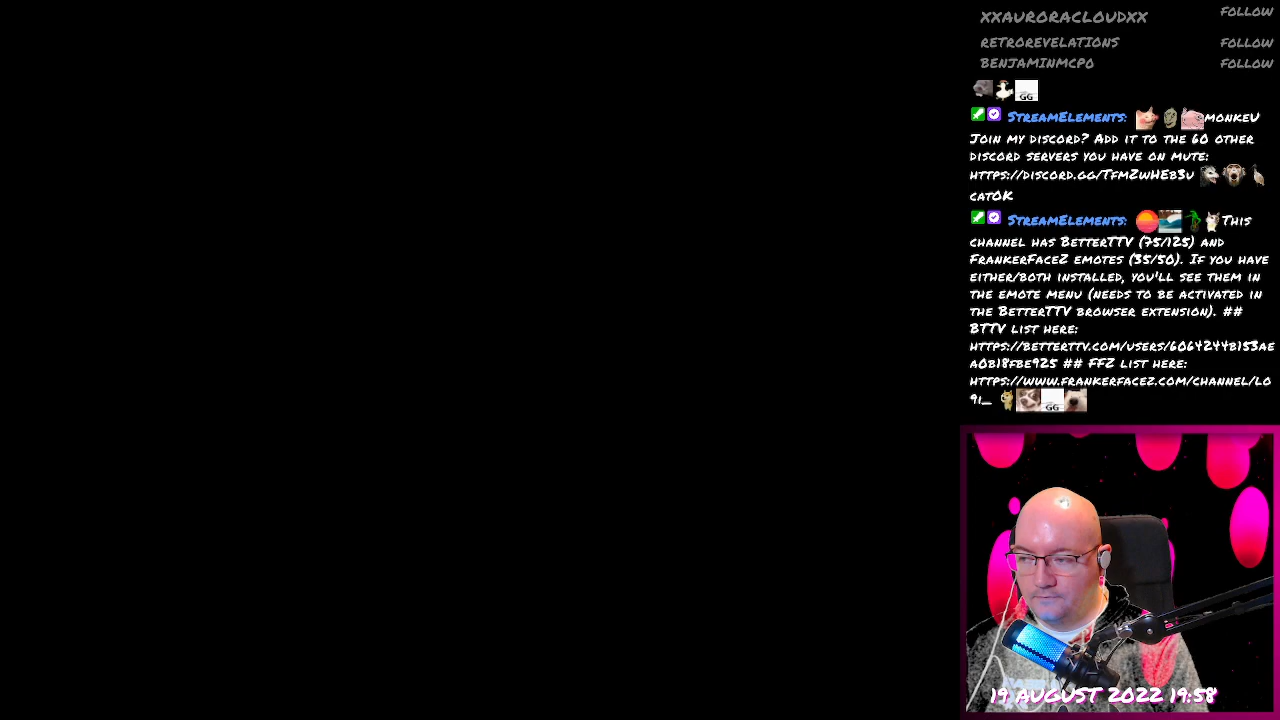 xxAuroraCloudxx Follow
RetroRevelations Follow
BenjaminMcPo Follow
GG
StreamElements: monkeU
Join my discord? Add it to the 60 other
discord servers you have on mute:
https://discord.gg/TfmZwHEb3u
catOK
StreamElements: This
channel has BetterTTV (75/125) and
FrankerFaceZ emotes (35/50). If you have
either/both installed, you'll see them in
the emote menu (needs to be activated in
the BetterTTV browser extension). ##
BTTV list here:
https://betterttv.com/users/6064244b153ae
a0b18fbe925 ## FFZ list here:
https://www.frankerfacez.com/channel/lo
9i_ GG
19 August 2022 19:58